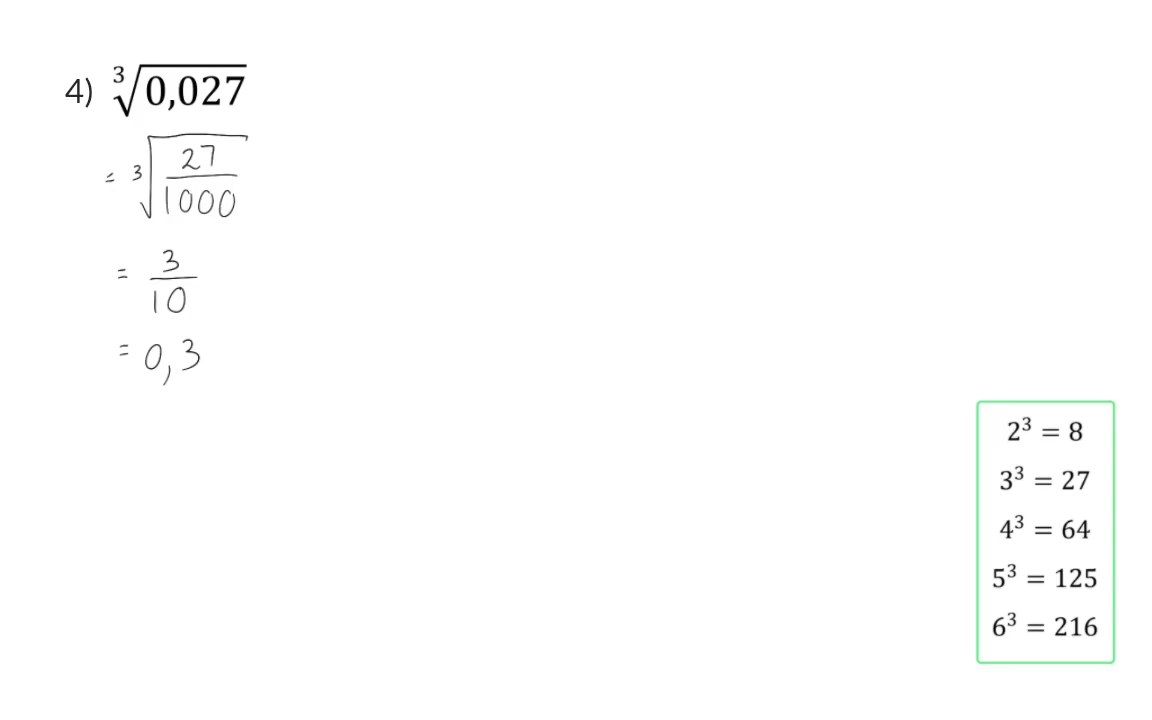 4) ∛0,027
= ∛(27/1000)
= 3/10
= 0,3
2³ = 8
3³ = 27
4³ = 64
5³ = 125
6³ = 216